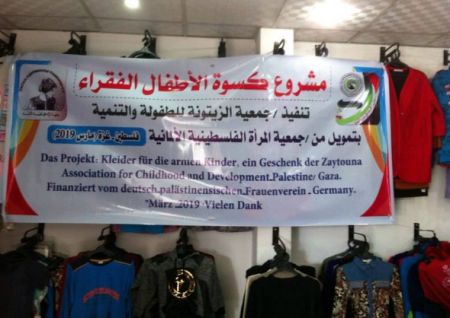 مشروع كسوة الأطفال الفقراء
تنفيذ / جمعية الزيتونة للطفولة والتنمية
بتمويل من / جمعية المرأة الفلسطينية الألمانية
فلسطين غزة (مارس 2019)
Das Projekt: Kleider für die armen Kinder, ein Geschenk der Zaytouna
Association for Childhood and Development.Palestine/ Gaza.
Finanziert vom deutsch.palästinensischen.Frauenverein . Germany.
März.2019 Vielen Dank